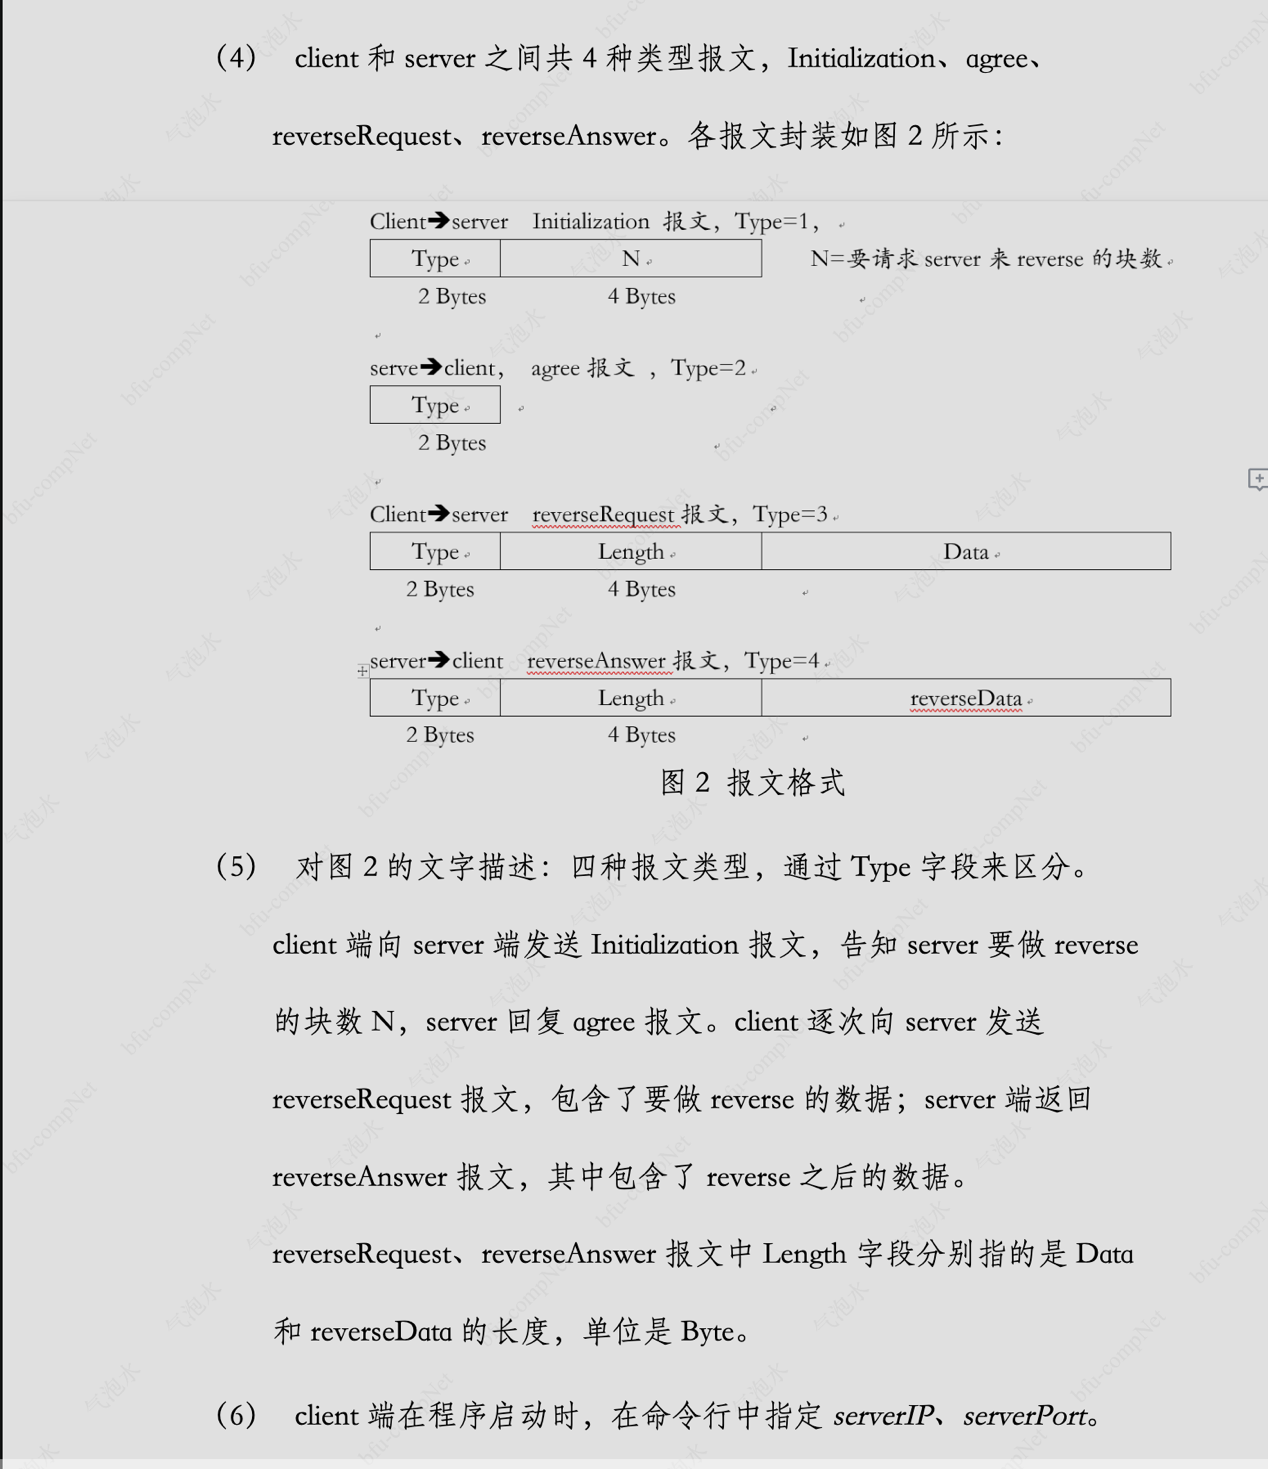 （4） client 和 server 之间共 4 种类型报文，Initialization、agree、
reverseRequest、reverseAnswer。各报文封装如图 2 所示：
Client➔server Initialization 报文，Type=1，
Type N N=要请求 server 来 reverse 的块数
2 Bytes 4 Bytes
serve➔client， agree 报文 ，Type=2
Type
2 Bytes
Client➔server reverseRequest 报文，Type=3
Type Length Data
2 Bytes 4 Bytes
server➔client reverseAnswer 报文，Type=4
Type Length reverseData
2 Bytes 4 Bytes
图 2 报文格式
（5） 对图 2 的文字描述：四种报文类型，通过 Type 字段来区分。
client 端向 server 端发送 Initialization 报文，告知 server 要做 reverse
的块数 N，server 回复 agree 报文。client 逐次向 server 发送
reverseRequest 报文，包含了要做 reverse 的数据；server 端返回
reverseAnswer 报文，其中包含了 reverse 之后的数据。
reverseRequest、reverseAnswer 报文中 Length 字段分别指的是 Data
和 reverseData 的长度，单位是 Byte。
（6） client 端在程序启动时，在命令行中指定 serverIP、serverPort。
气泡水
bfu-compNet